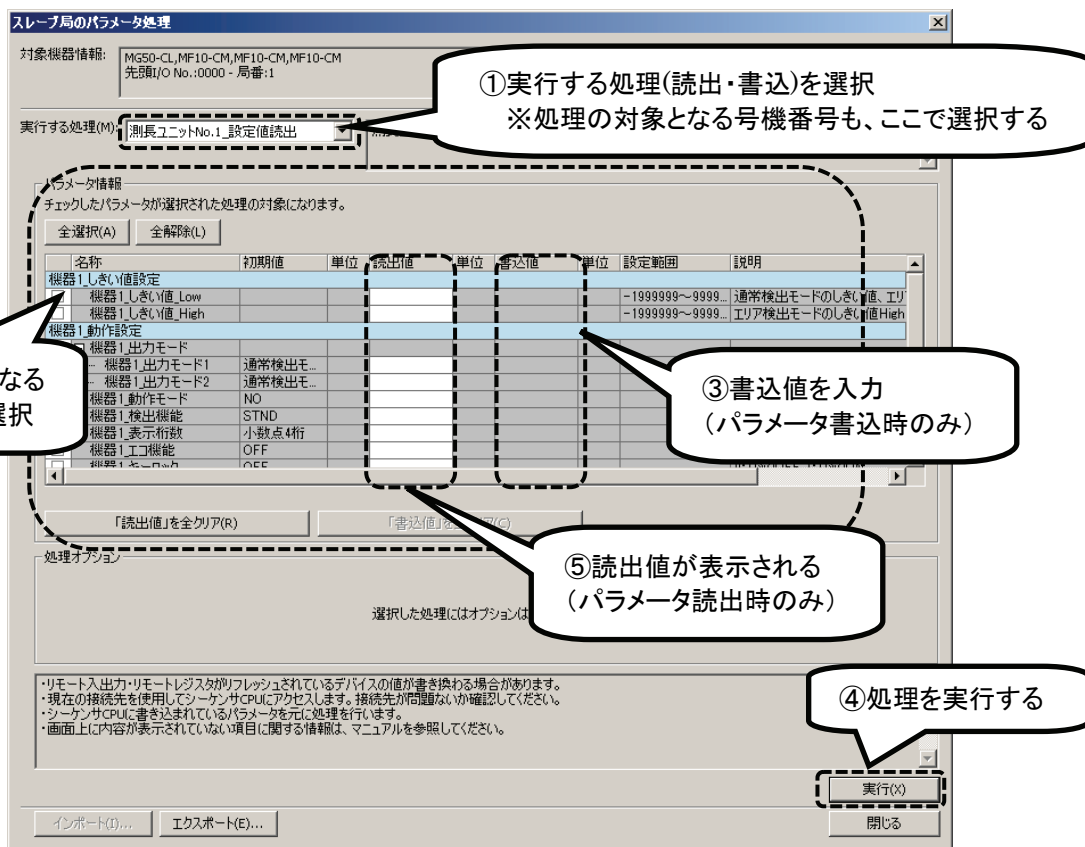 スレーブ局のパラメータ処理
対象機器情報:
MG50-CL,MF10-CM,MF10-CM,MF10-CM
先頭I/O No.:0000 - 局番:1
①実行する処理(読出・書込)を選択
※処理の対象となる号機番号も、ここで選択する
実行する処理(M):
測長ユニットNo.1_設定値読出
パラメータ情報
チェックしたパラメータが選択された処理の対象になります。
全選択(A) 全解除(L)
名称 初期値 単位 読出値 単位 書込値 単位 設定範囲 説明
機器1_しきい値設定
機器1_しきい値_Low -1999999～9999... 通常検出モードのしきい値、エリ
機器1_しきい値_High -1999999～9999... エリア検出モードのしきい値High
機器1_動作設定
機器1_出力モード
機器1_出力モード1 通常検出モ...
機器1_出力モード2 通常検出モ...
機器1_動作モード NO
機器1_検出機能 STND
機器1_表示桁数 小数点4桁
機器1_エコ機能 OFF
機器1_キーロック OFF
なる
選択
③書込値を入力
（パラメータ書込時のみ）
「読出値」を全クリア(R) 「書込値」を全クリア(C)
⑤読出値が表示される
（パラメータ読出時のみ）
処理オプション
選択した処理にはオプションは
・リモート入出力・リモートレジスタがリフレッシュされているデバイスの値が書き換わる場合があります。
・現在の接続先を使用してシーケンサCPUにアクセスします。接続先が問題ないか確認してください。
・シーケンサCPUに書き込まれているパラメータを元に処理を行います。
・画面上に内容が表示されていない項目に関する情報は、マニュアルを参照してください。
④処理を実行する
実行(X)
インポート(I)... エクスポート(E)... 閉じる